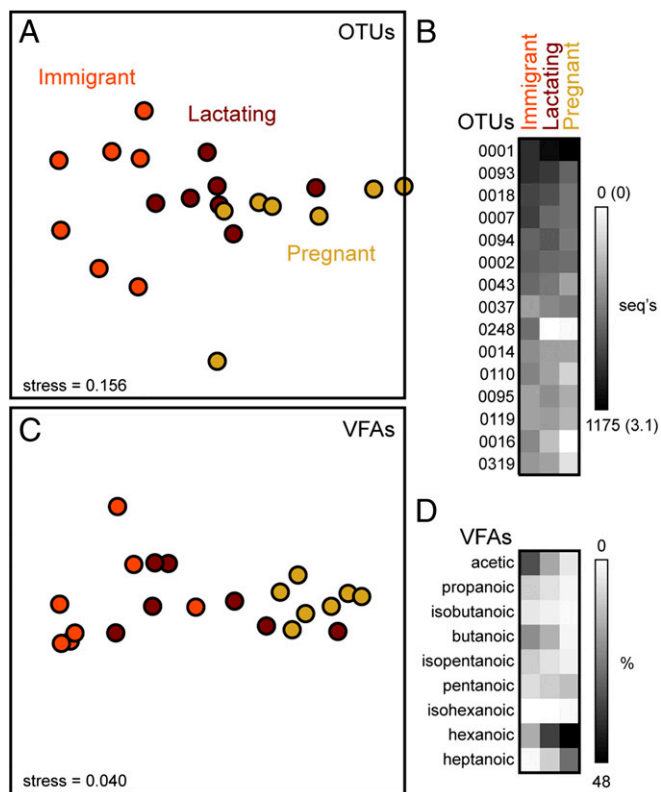 A
OTUs
Immigrant
Lactating
Pregnant
stress = 0.156
B
OTUs
Immigrant
Lactating
Pregnant
0001
0093
0018
0007
0094
0002
0043
0037
0248
0014
0110
0095
0119
0016
0319
0 (0)
seq's
1175 (3.1)
C
VFAs
stress = 0.040
D
VFAs
acetic
propanoic
isobutanoic
butanoic
isopentanoic
pentanoic
isohexanoic
hexanoic
heptanoic
0
%
48